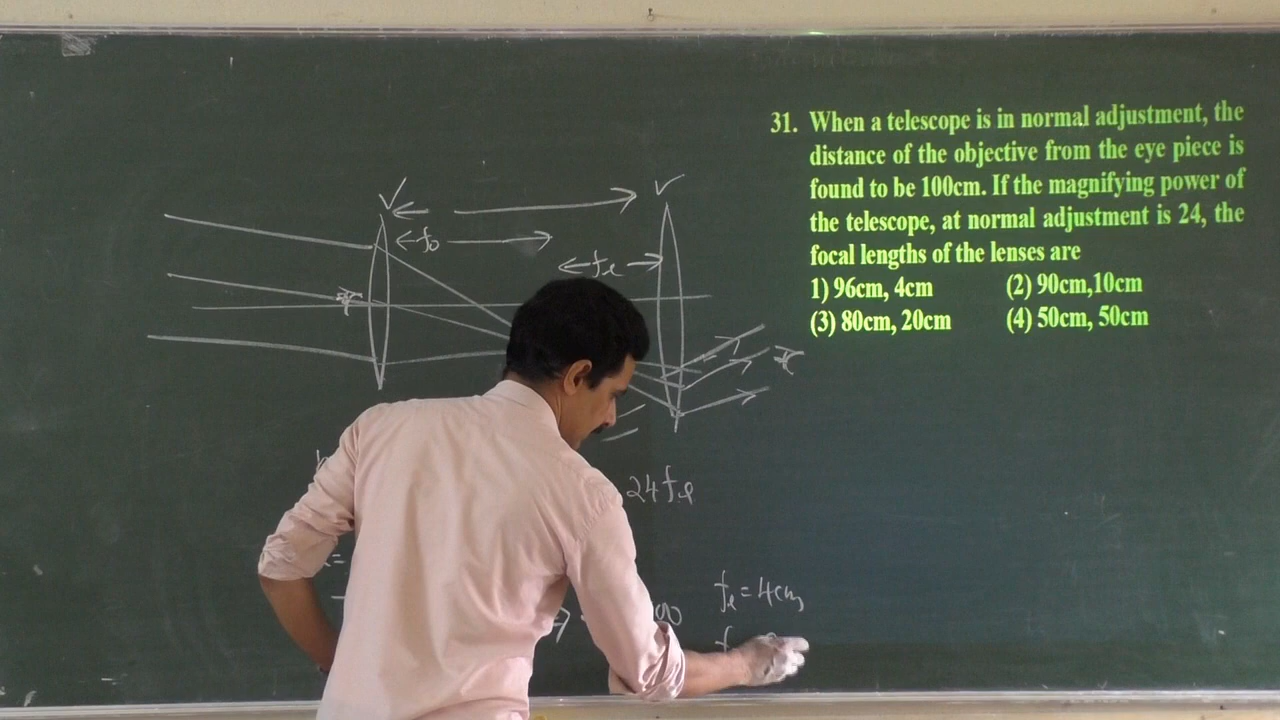 31. When a telescope is in normal adjustment, the
distance of the objective from the eye piece is
found to be 100cm. If the magnifying power of
the telescope, at normal adjustment is 24, the
focal lengths of the lenses are
1) 96cm, 4cm (2) 90cm,10cm
(3) 80cm, 20cm (4) 50cm, 50cm
fo
fe
24fe
fe = 4cm